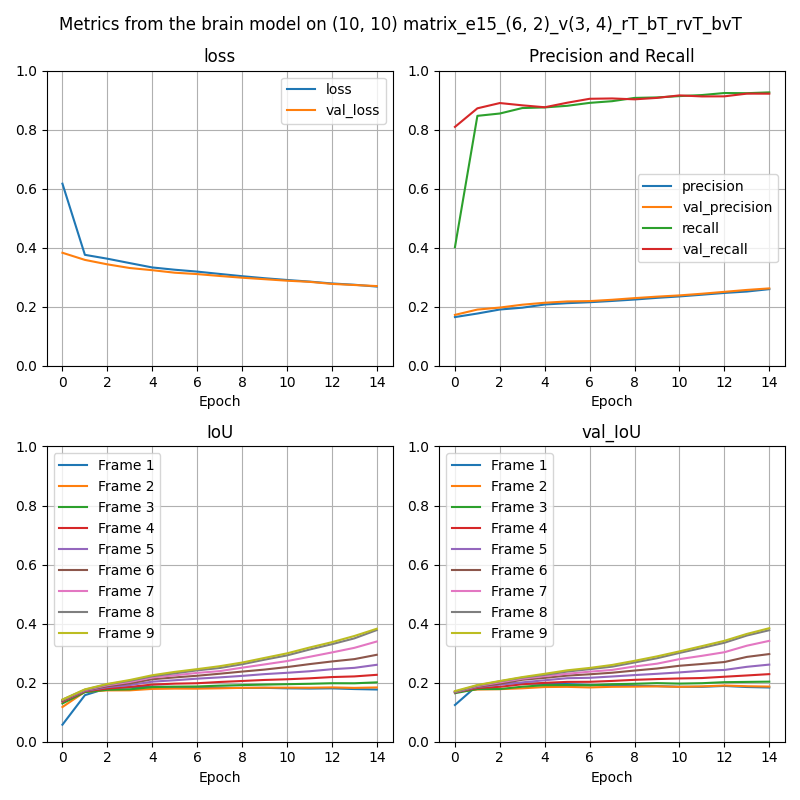 Metrics from the brain model on (10, 10) matrix_e15_(6, 2)_v(3, 4)_rT_bT_rvT_bvT
loss
1.0
0.8
0.6
0.4
0.2
0.0
0 2 4 6 8 10 12 14
Epoch
loss
val_loss
Precision and Recall
1.0
0.8
0.6
0.4
0.2
0.0
0 2 4 6 8 10 12 14
Epoch
precision
val_precision
recall
val_recall
IoU
1.0
0.8
0.6
0.4
0.2
0.0
0 2 4 6 8 10 12 14
Epoch
Frame 1
Frame 2
Frame 3
Frame 4
Frame 5
Frame 6
Frame 7
Frame 8
Frame 9
val_IoU
1.0
0.8
0.6
0.4
0.2
0.0
0 2 4 6 8 10 12 14
Epoch
Frame 1
Frame 2
Frame 3
Frame 4
Frame 5
Frame 6
Frame 7
Frame 8
Frame 9